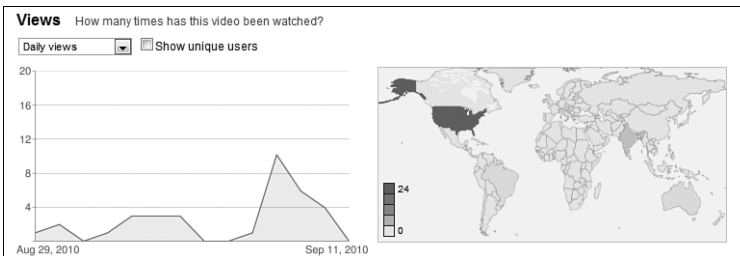 Views How many times has this video been watched?
Daily views Show unique users
20
16
12
8
4
Aug 29, 2010 Sep 11, 2010
24
0